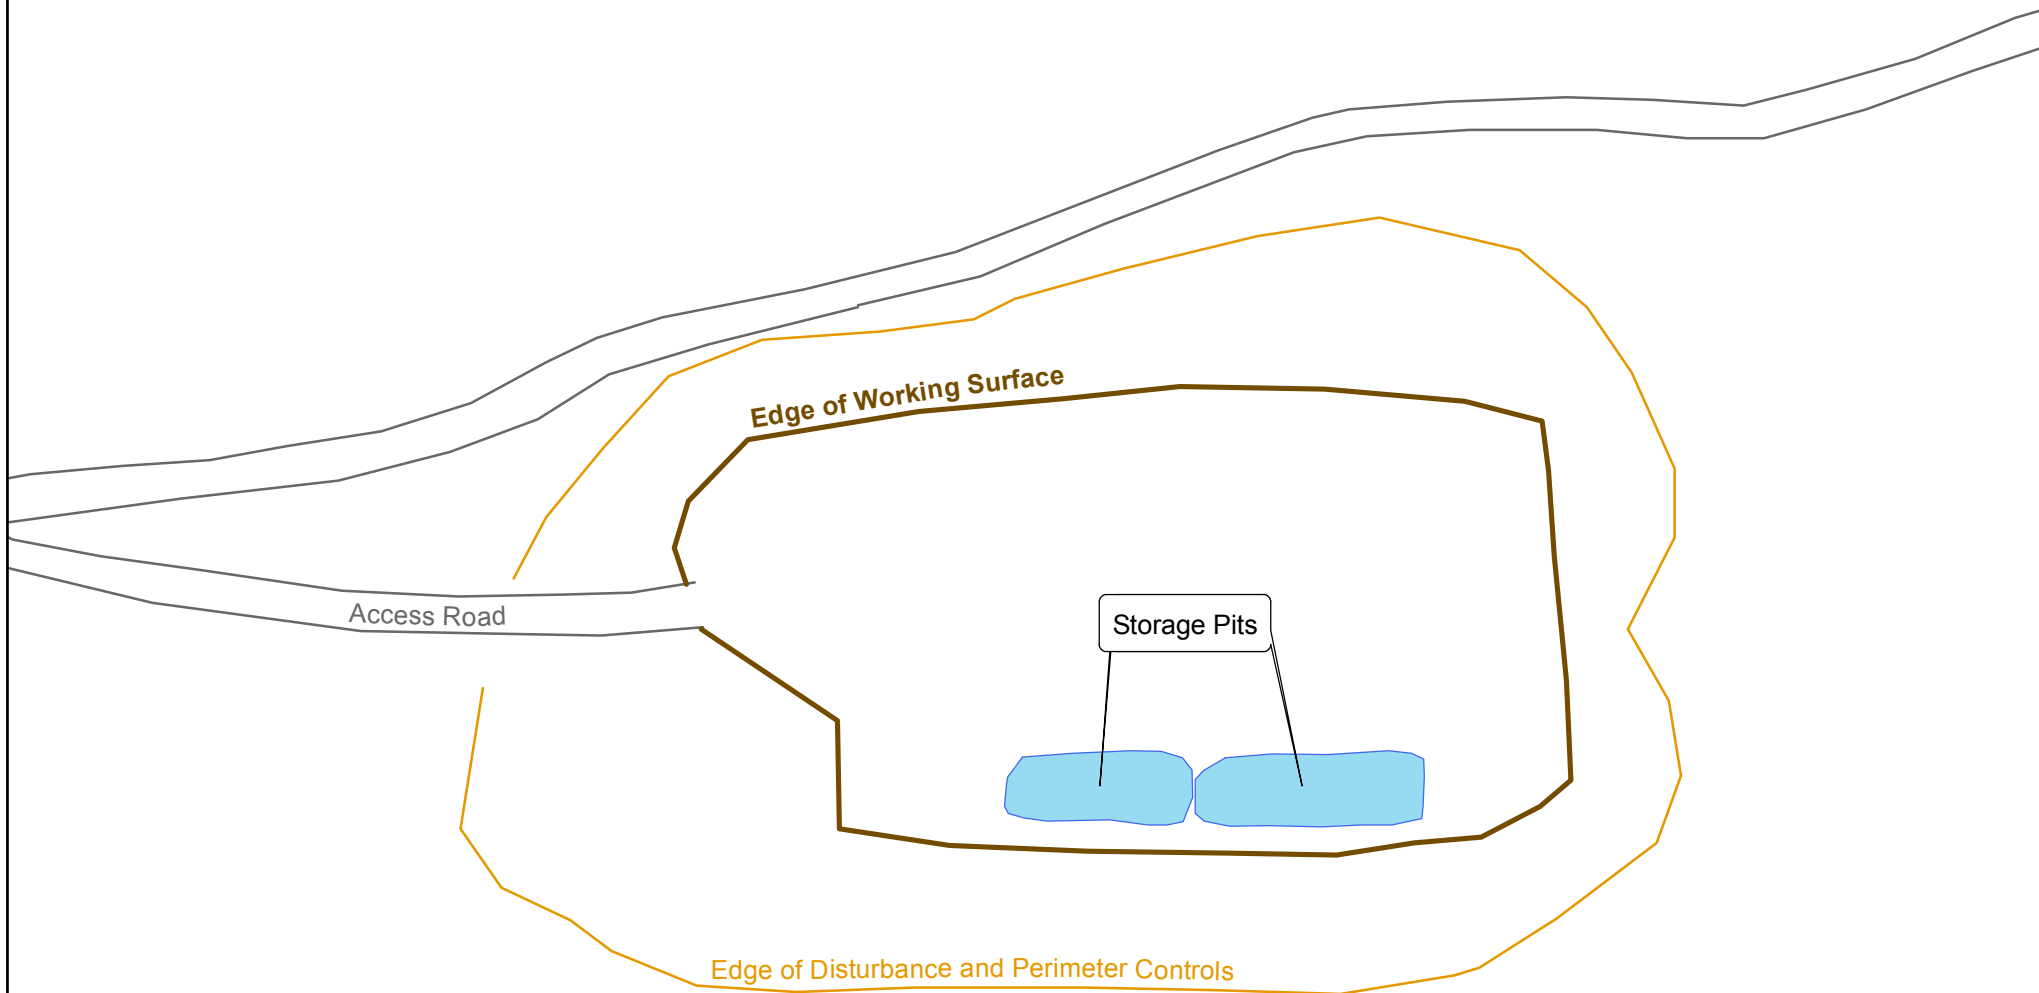 Edge of Working Surface
Access Road
Storage Pits
Edge of Disturbance and Perimeter Controls